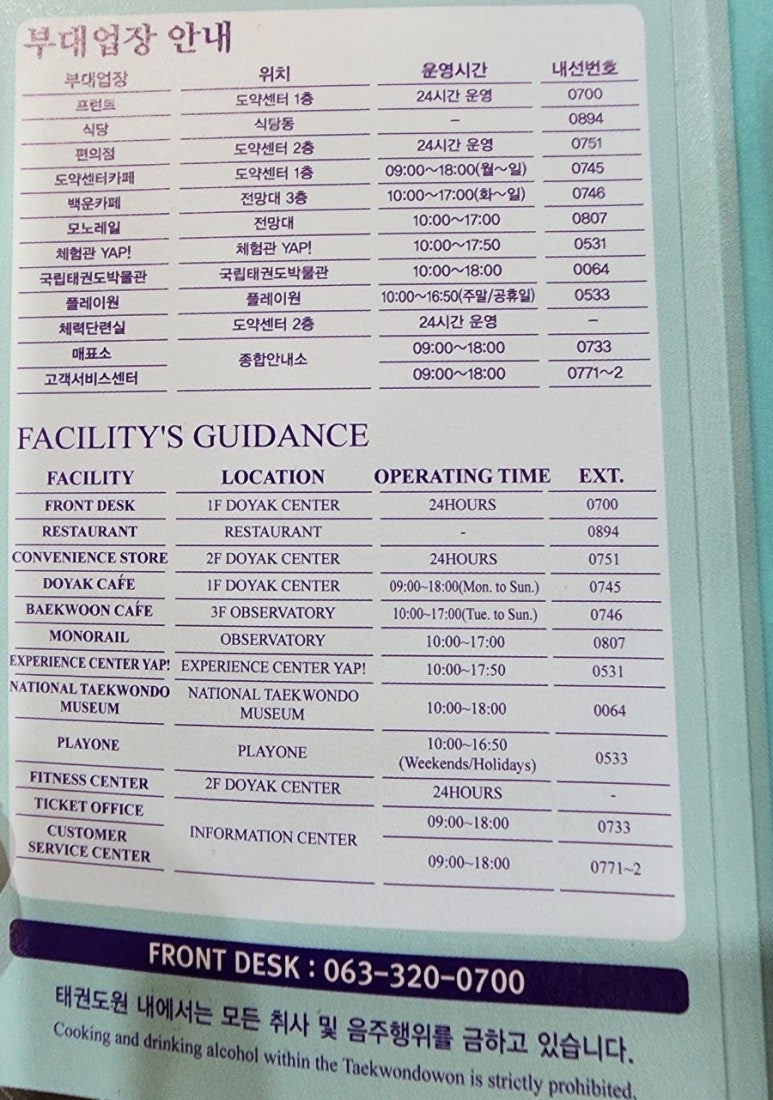 부대업장 안내
부대업장 위치 운영시간 내선번호
프런트 도약센터 1층 24시간 운영 0700
식당 식당동 - 0894
편의점 도약센터 2층 24시간 운영 0751
도약센터카페 도약센터 1층 09:00~18:00(월~일) 0745
백운카페 전망대 3층 10:00~17:00(화~일) 0746
모노레일 전망대 10:00~17:00 0807
체험관 YAP! 체험관 YAP! 10:00~17:50 0531
국립태권도박물관 국립태권도박물관 10:00~18:00 0064
플레이원 플레이원 10:00~16:50(주말/공휴일) 0533
체력단련실 도약센터 2층 24시간 운영 -
매표소 종합안내소 09:00~18:00 0733
고객서비스센터 09:00~18:00 0771~2
FACILITY'S GUIDANCE
FACILITY LOCATION OPERATING TIME EXT.
FRONT DESK 1F DOYAK CENTER 24HOURS 0700
RESTAURANT RESTAURANT - 0894
CONVENIENCE STORE 2F DOYAK CENTER 24HOURS 0751
DOYAK CAFÉ 1F DOYAK CENTER 09:00~18:00(Mon. to Sun.) 0745
BAEKWOON CAFÉ 3F OBSERVATORY 10:00~17:00(Tue. to Sun.) 0746
MONORAIL OBSERVATORY 10:00~17:00 0807
EXPERIENCE CENTER YAP! EXPERIENCE CENTER YAP! 10:00~17:50 0531
NATIONAL TAEKWONDO
MUSEUM
NATIONAL TAEKWONDO
MUSEUM
10:00~18:00 0064
PLAYONE PLAYONE 10:00~16:50
(Weekends/Holidays)
0533
FITNESS CENTER 2F DOYAK CENTER 24HOURS -
TICKET OFFICE INFORMATION CENTER 09:00~18:00 0733
CUSTOMER
SERVICE CENTER
09:00~18:00 0771~2
FRONT DESK : 063-320-0700
태권도원 내에서는 모든 취사 및 음주행위를 금하고 있습니다.
Cooking and drinking alcohol within the Taekwondowon is strictly prohibited.